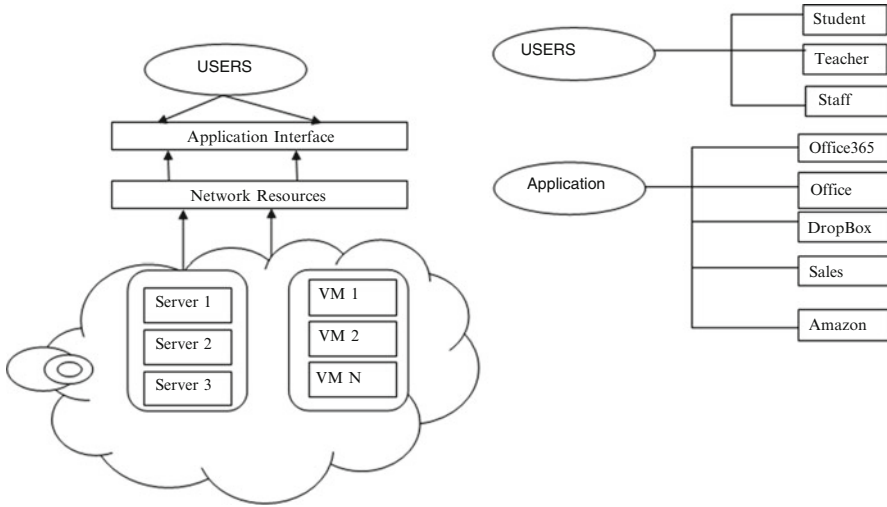 USERS
Application Interface
Network Resources
Server 1
Server 2
Server 3
VM 1
VM 2
VM N
USERS
Student
Teacher
Staff
Application
Office365
Office
DropBox
Sales
Amazon